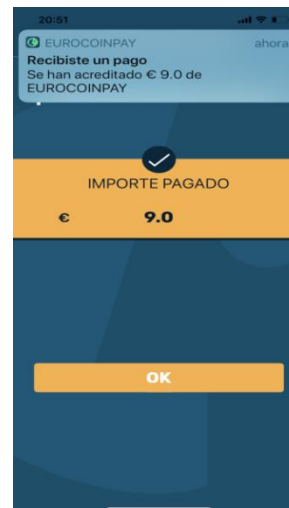 20:51
EUROCOINPAY
ahora
Recibiste un pago
Se han acreditado € 9.0 de
EUROCOINPAY
IMPORTE PAGADO
€ 9.0
OK